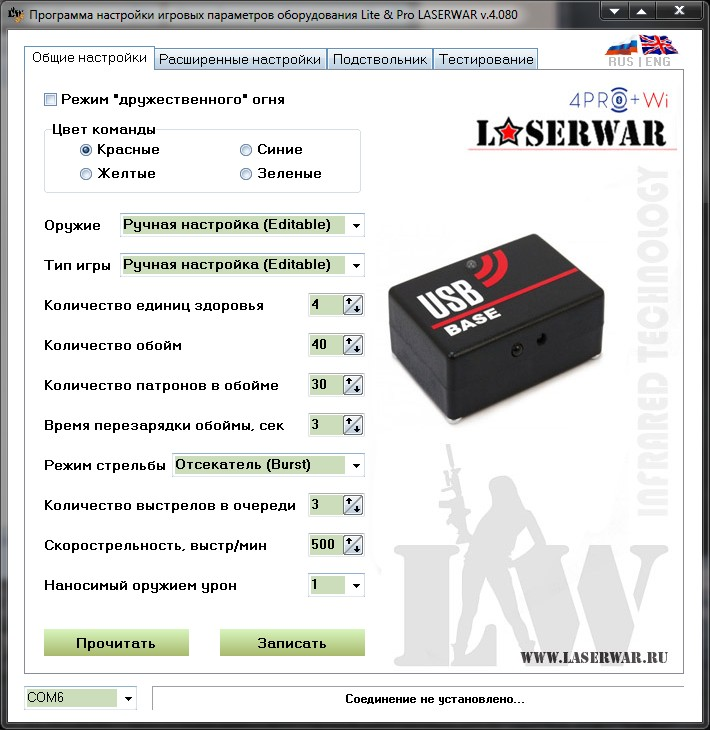 Программа настройки игровых параметров оборудования Lite & Pro LASERWAR v.4.080
Общие настройки
Расширенные настройки
Подствольник
Тестирование
RUS | ENG
Режим "дружественного" огня
4PRO+Wi
LASERWAR
Цвет команды
Красные
Синие
Желтые
Зеленые
Оружие Ручная настройка (Editable)
Тип игры Ручная настройка (Editable)
Количество единиц здоровья 4
Количество обойм 40
Количество патронов в обойме 30
Время перезарядки обоймы, сек 3
Режим стрельбы Отсекатель (Burst)
Количество выстрелов в очереди 3
Скорострельность, выстр/мин 500
Наносимый оружием урон 1
Прочитать
Записать
USB
®
BASE
INFRARED TECHNOLOGY
LW
WWW.LASERWAR.RU
COM6
Соединение не установлено...